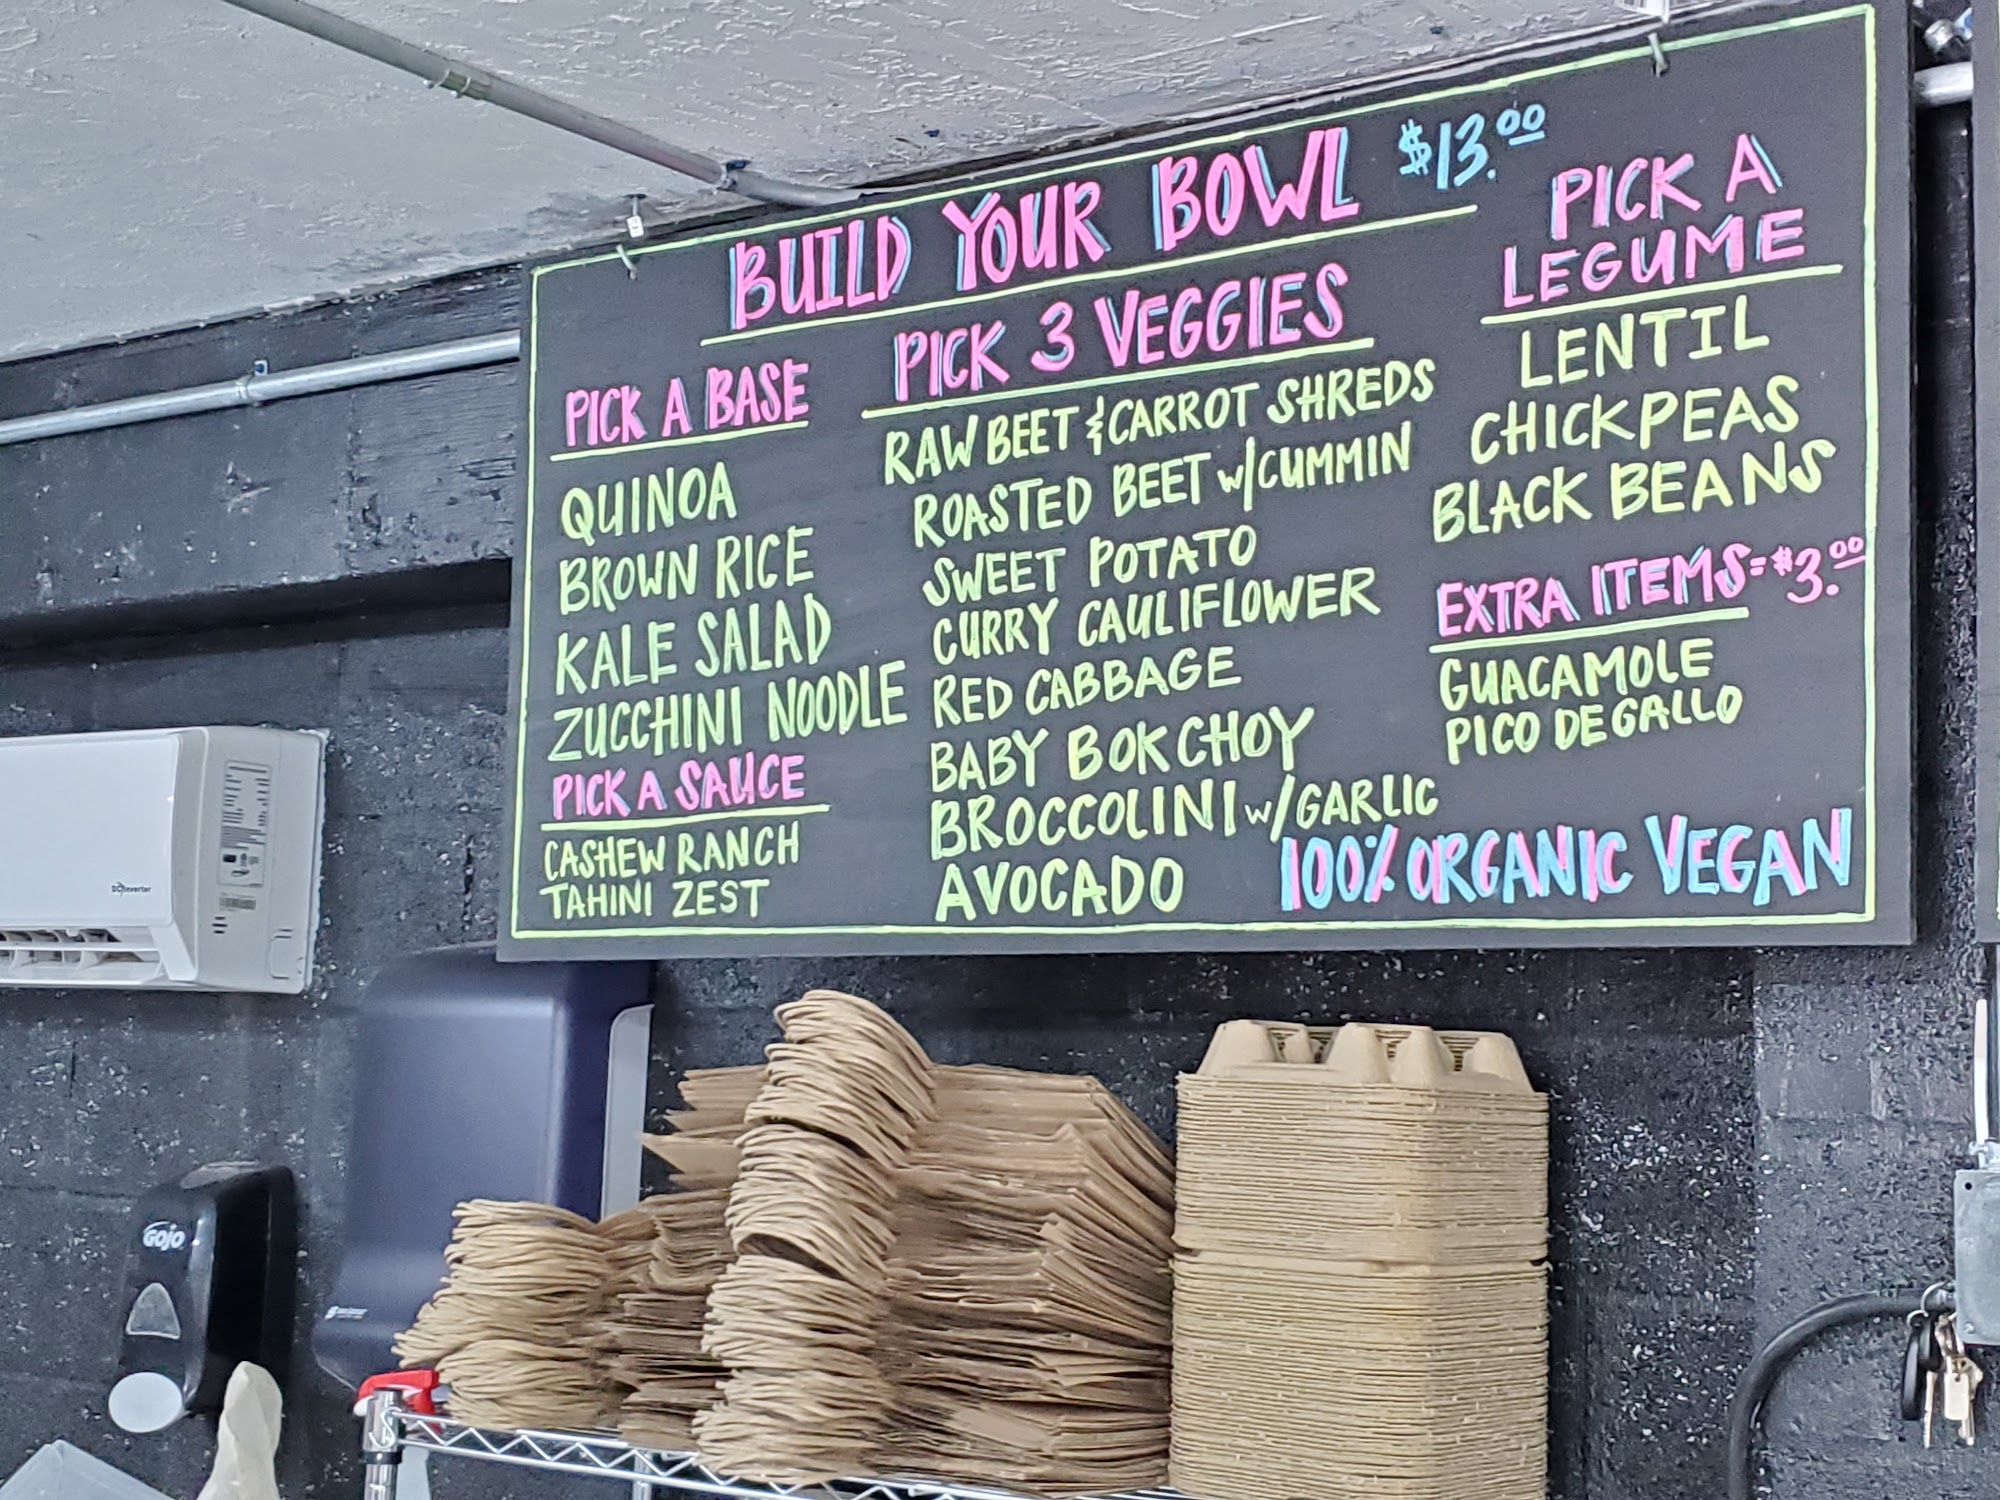 BUILD YOUR BOWL $13.00
PICK A BASE
QUINOA
BROWN RICE
KALE SALAD
ZUCCHINI NOODLE
PICK A SAUCE
CASHEW RANCH
TAHINI ZEST
PICK 3 VEGGIES
RAW BEET & CARROT SHREDS
ROASTED BEET w/CUMMIN
SWEET POTATO
CURRY CAULIFLOWER
RED CABBAGE
BABY BOK CHOY
BROCCOLINI w/GARLIC
AVOCADO
PICK A
LEGUME
LENTIL
CHICKPEAS
BLACK BEANS
EXTRA ITEMS=$3.00
GUACAMOLE
PICO DE GALLO
100% ORGANIC VEGAN
DC Inverter
GOJO